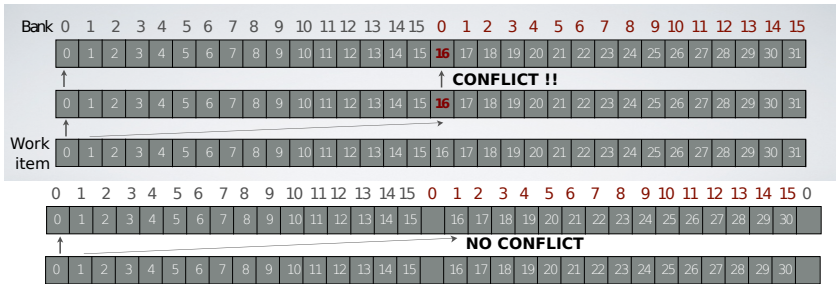 Bank 0 1 2 3 4 5 6 7 8 9 10 11 12 13 14 15 0 1 2 3 4 5 6 7 8 9 10 11 12 13 14 15
0 1 2 3 4 5 6 7 8 9 10 11 12 13 14 15 16 17 18 19 20 21 22 23 24 25 26 27 28 29 30 31
CONFLICT !!
0 1 2 3 4 5 6 7 8 9 10 11 12 13 14 15 16 17 18 19 20 21 22 23 24 25 26 27 28 29 30 31
Work
item
0 1 2 3 4 5 6 7 8 9 10 11 12 13 14 15 16 17 18 19 20 21 22 23 24 25 26 27 28 29 30 31
0 1 2 3 4 5 6 7 8 9 10 11 12 13 14 15 0 1 2 3 4 5 6 7 8 9 10 11 12 13 14 15 0
0 1 2 3 4 5 6 7 8 9 10 11 12 13 14 15 16 17 18 19 20 21 22 23 24 25 26 27 28 29 30
NO CONFLICT
0 1 2 3 4 5 6 7 8 9 10 11 12 13 14 15 16 17 18 19 20 21 22 23 24 25 26 27 28 29 30